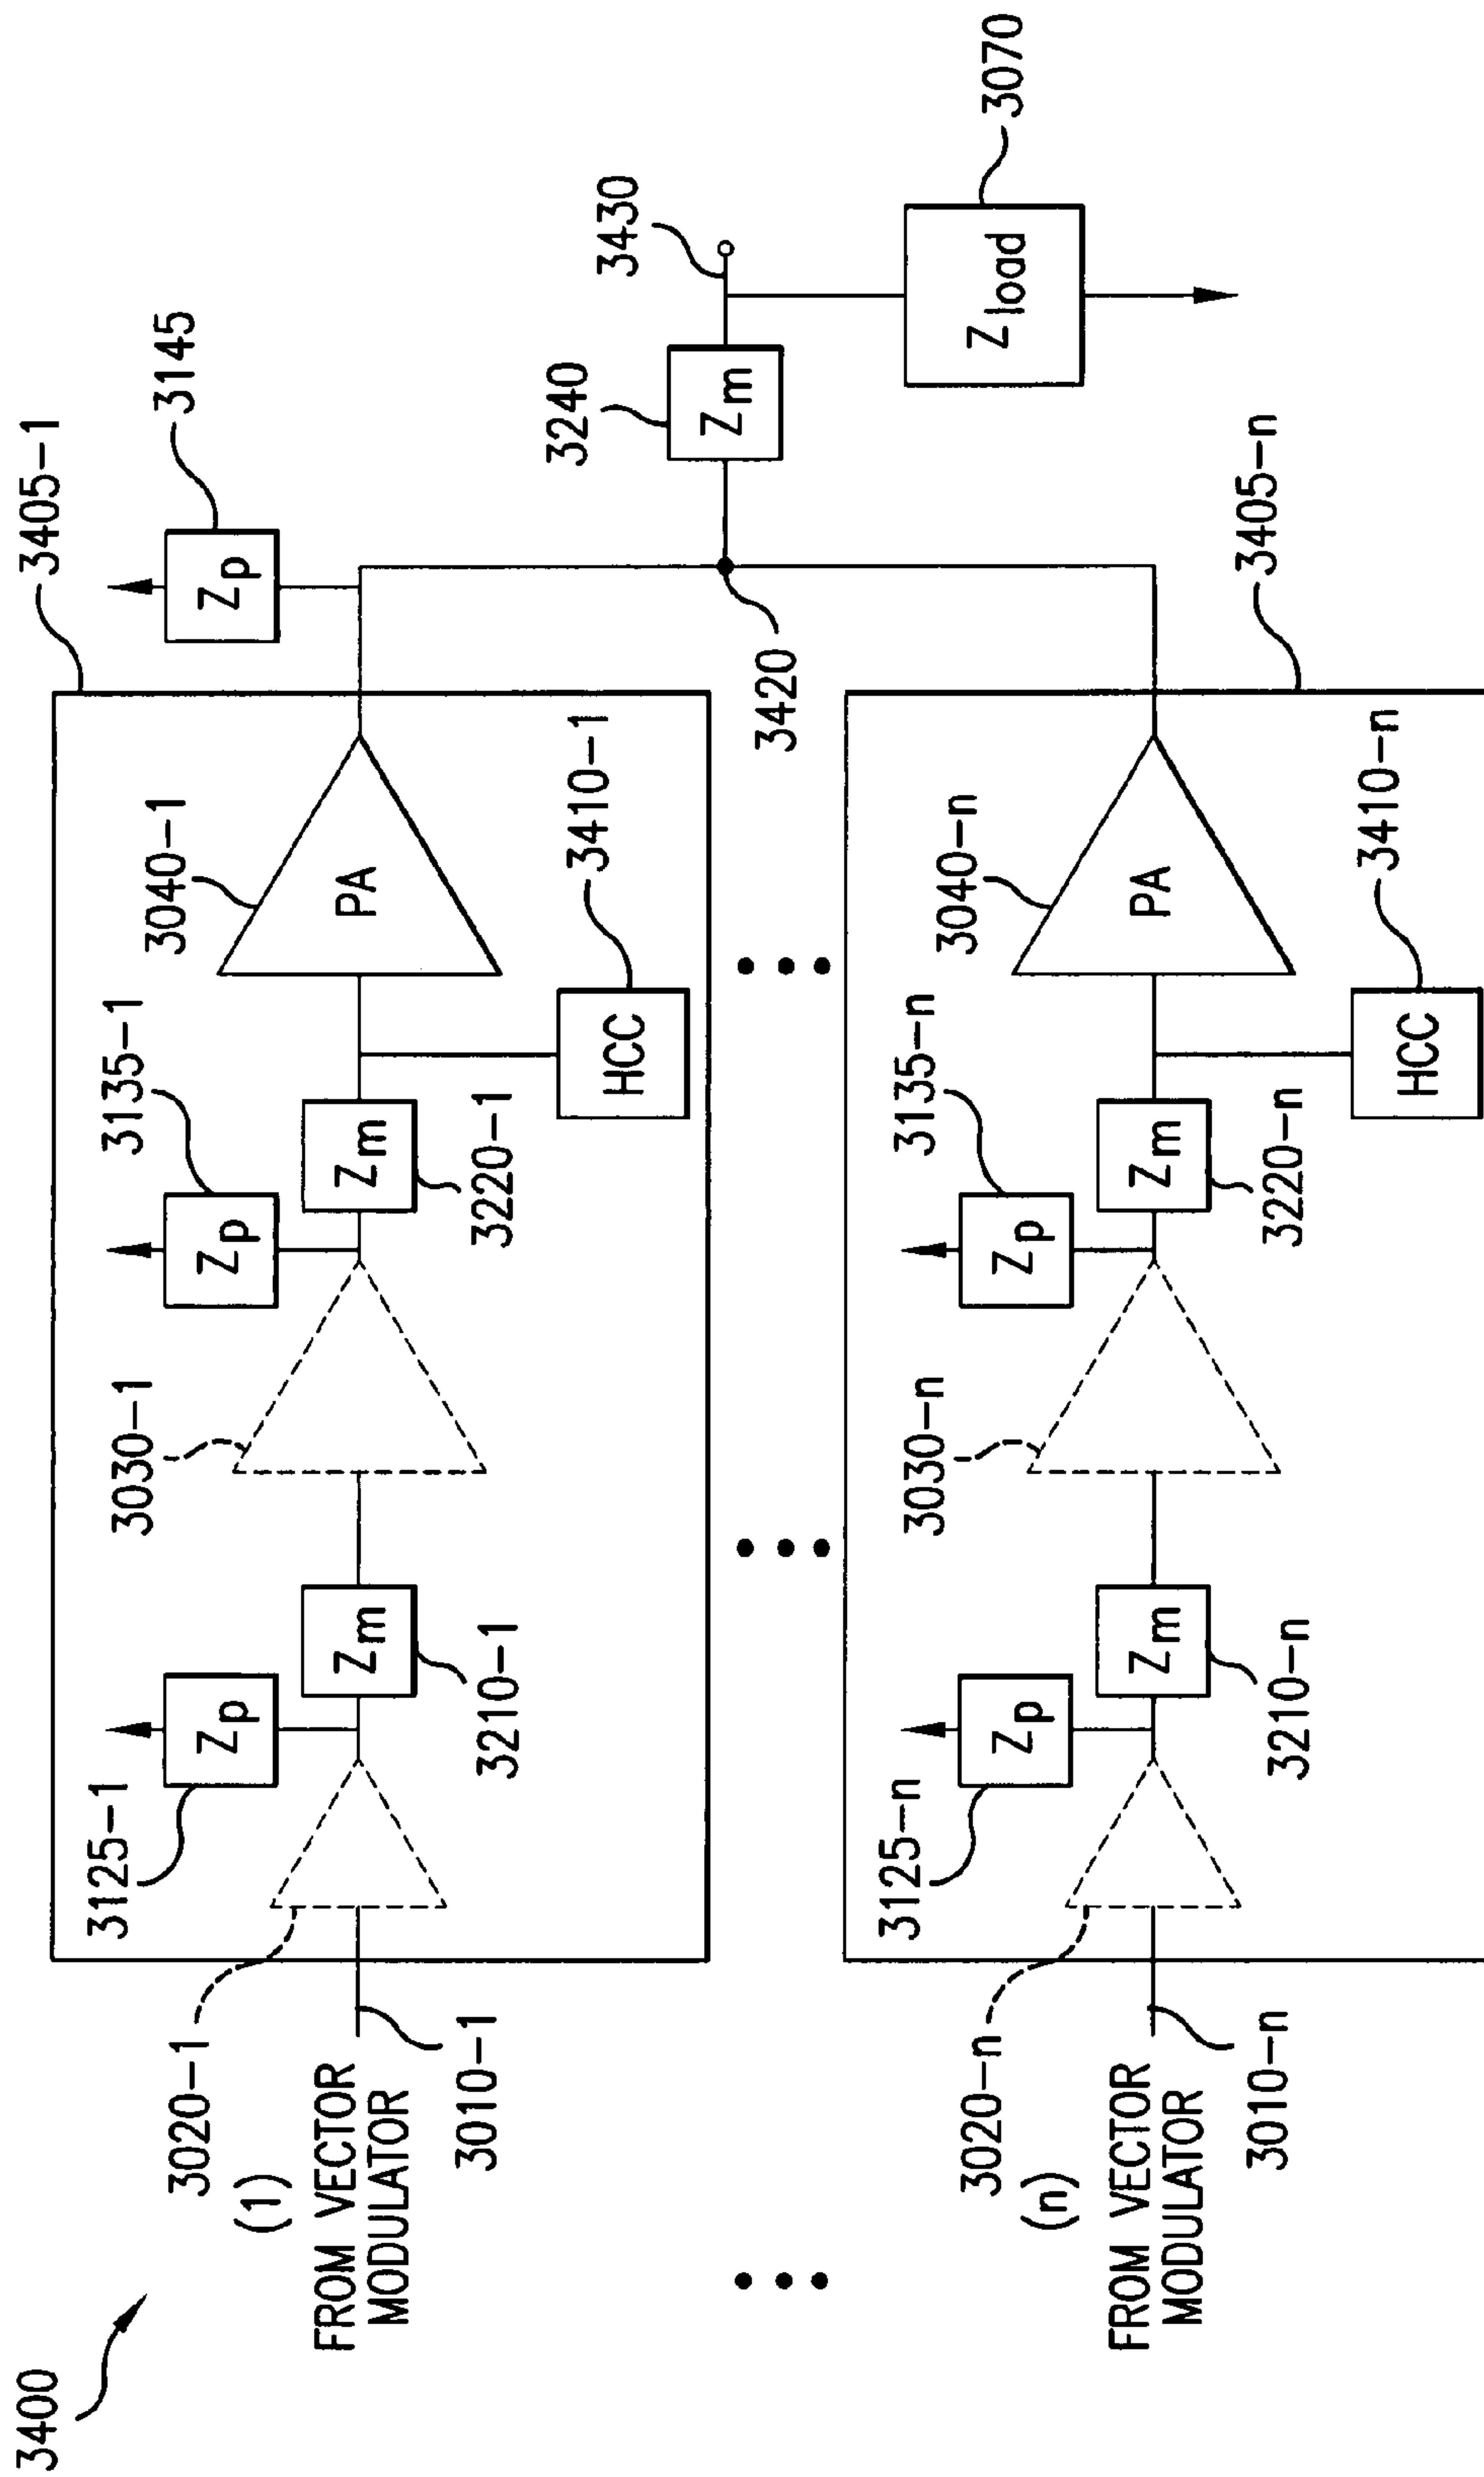 3400
3405-1
3020-1
3125-1
Zp
3030-1
3135-1
Zp
3040-1
3145
Zp
(1)
FROM VECTOR
MODULATOR
3010-1
Zm
3210-1
Zm
3220-1
PA
HCC
3410-1
3420
3240
Zm
3430
Zload
3070
3405-n
3020-n
3125-n
Zp
3030-n
3135-n
Zp
3040-n
(n)
FROM VECTOR
MODULATOR
3010-n
Zm
3210-n
Zm
3220-n
PA
HCC
3410-n